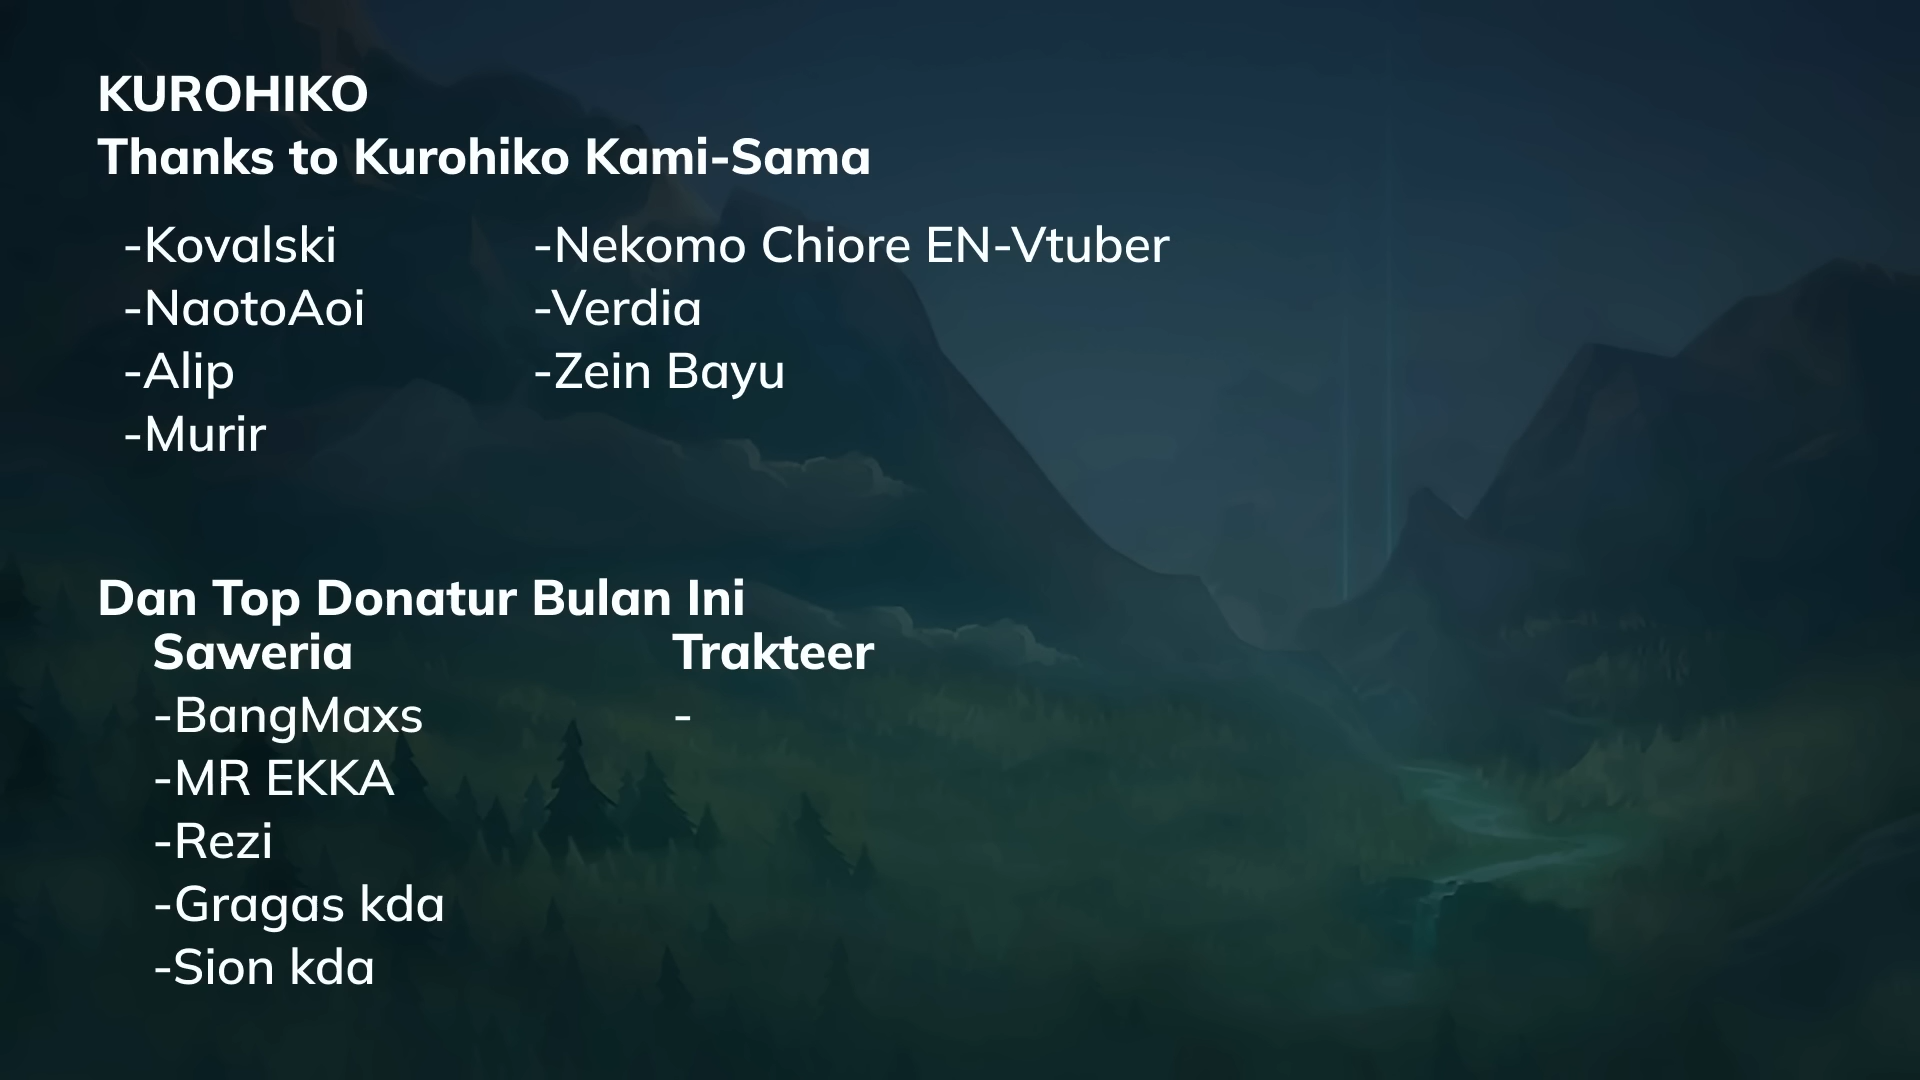 KUROHIKO
Thanks to Kurohiko Kami-Sama
-Kovalski
-NaotoAoi
-Alip
-Murir
-Nekomo Chiore EN-Vtuber
-Verdia
-Zein Bayu
Dan Top Donatur Bulan Ini
Saweria
-BangMaxs
-MR EKKA
-Rezi
-Gragas kda
-Sion kda
Trakteer
-